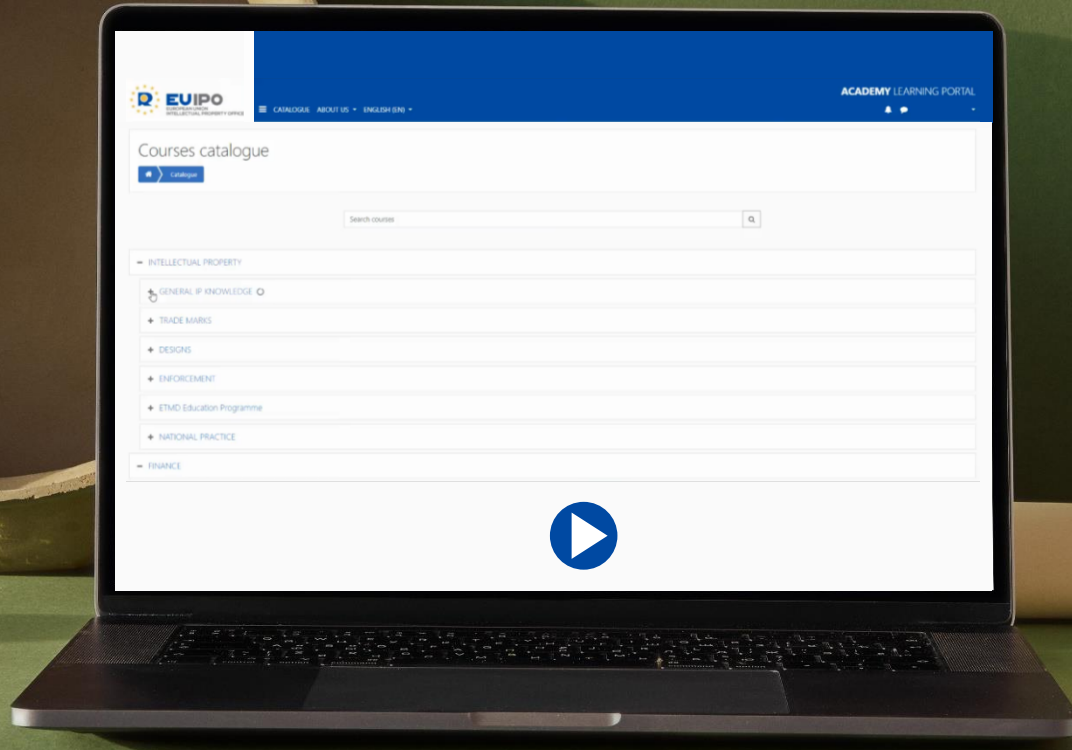 EUIPO
EUROPEAN UNION
INTELLECTUAL PROPERTY OFFICE
CATALOGUE ABOUT US ENGLISH (EN)
ACADEMY LEARNING PORTAL
Courses catalogue
Catalogue
Search courses
INTELLECTUAL PROPERTY
GENERAL IP KNOWLEDGE
TRADE MARKS
DESIGNS
ENFORCEMENT
ETMD Education Programme
NATIONAL PRACTICE
FINANCE